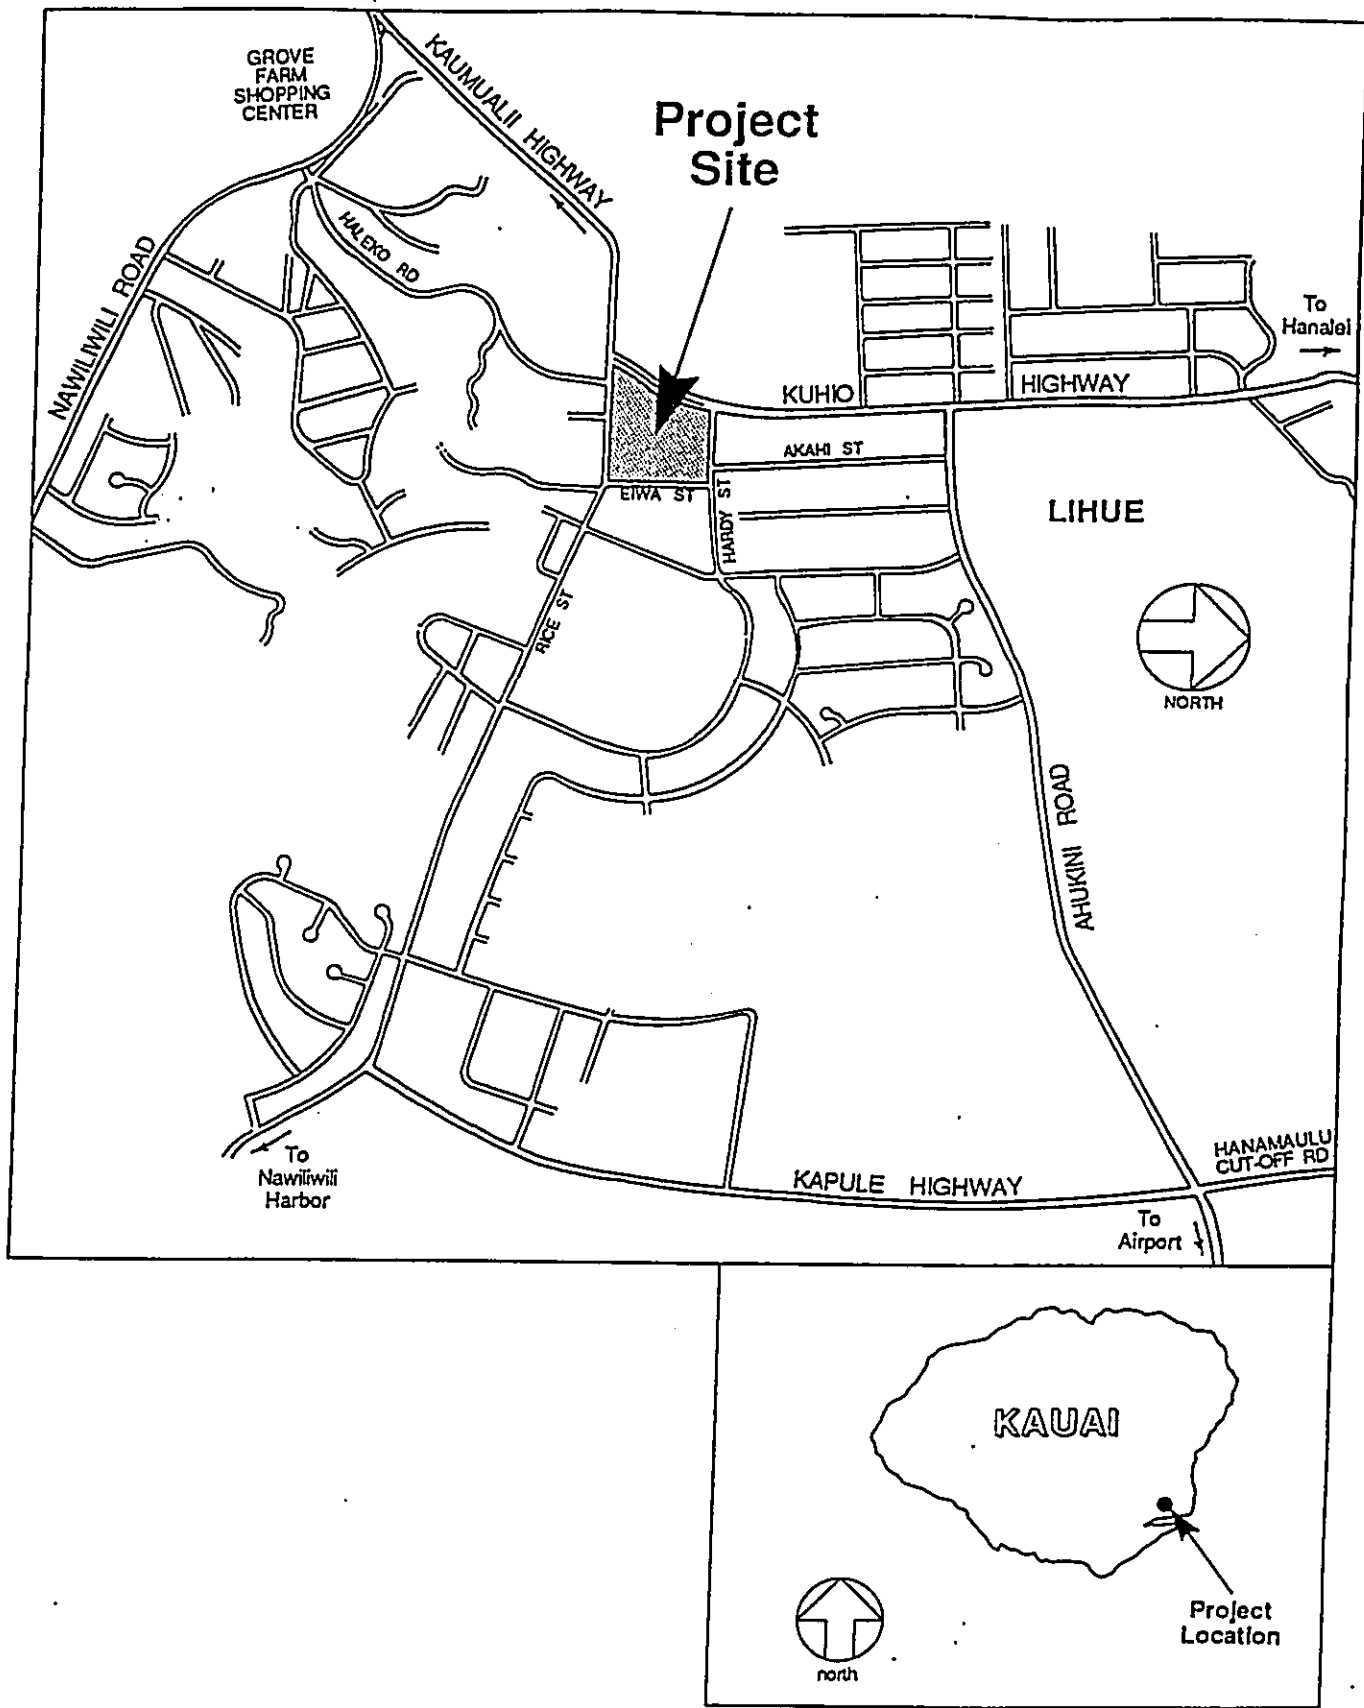 GROVE
FARM
SHOPPING
CENTER
KAUMUALII HIGHWAY
Project
Site
HALEKO RD
NAWILIWILI ROAD
To
Hanalei
KUHIO HIGHWAY
AKAHI ST
EIWA ST
HARDY ST
LIHUE
RICE ST
NORTH
AHUKINI ROAD
HANAMAULU
CUT-OFF RD
To
Nawiliwili
Harbor
KAPULE HIGHWAY
To
Airport
KAUAI
Project
Location
north